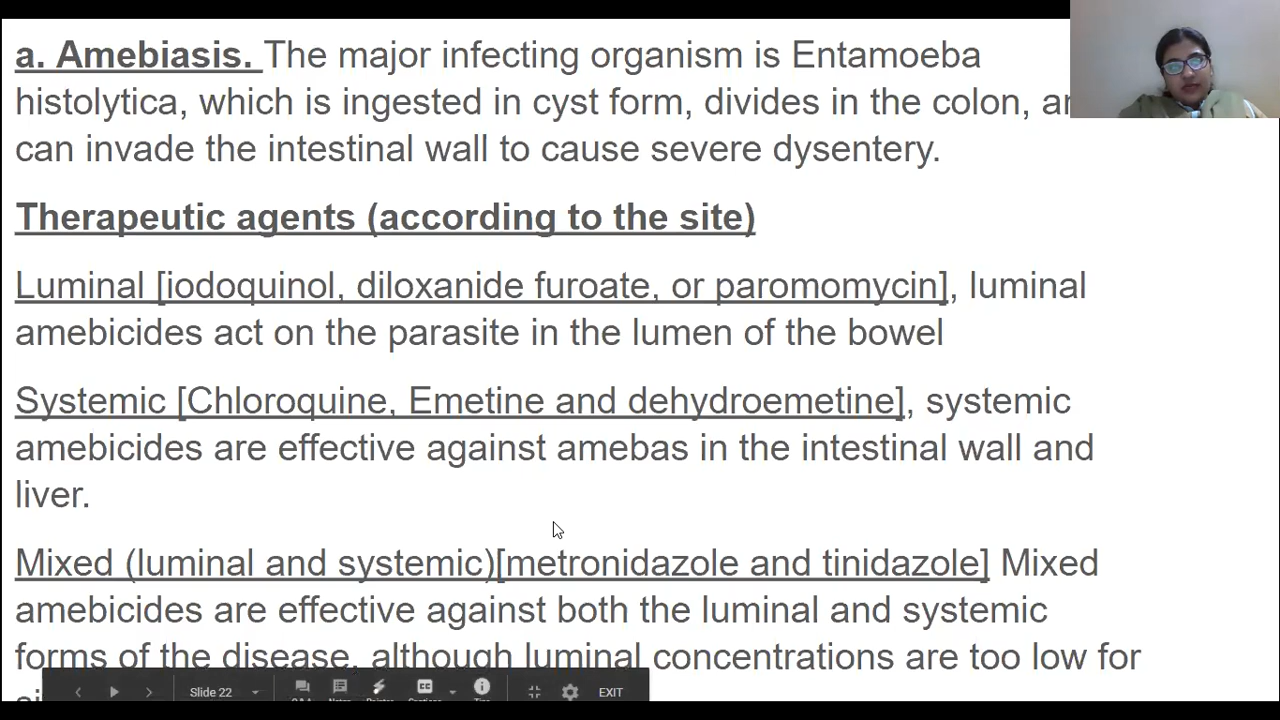 a. Amebiasis. The major infecting organism is Entamoeba
histolytica, which is ingested in cyst form, divides in the colon,
can invade the intestinal wall to cause severe dysentery.
Therapeutic agents (according to the site)
Luminal [iodoquinol, diloxanide furoate, or paromomycin], luminal
amebicides act on the parasite in the lumen of the bowel
Systemic [Chloroquine, Emetine and dehydroemetine], systemic
amebicides are effective against amebas in the intestinal wall and
liver.
Mixed (luminal and systemic)[metronidazole and tinidazole] Mixed
amebicides are effective against both the luminal and systemic
forms of the disease, although luminal concentrations are too low for
Slide 22 EXIT